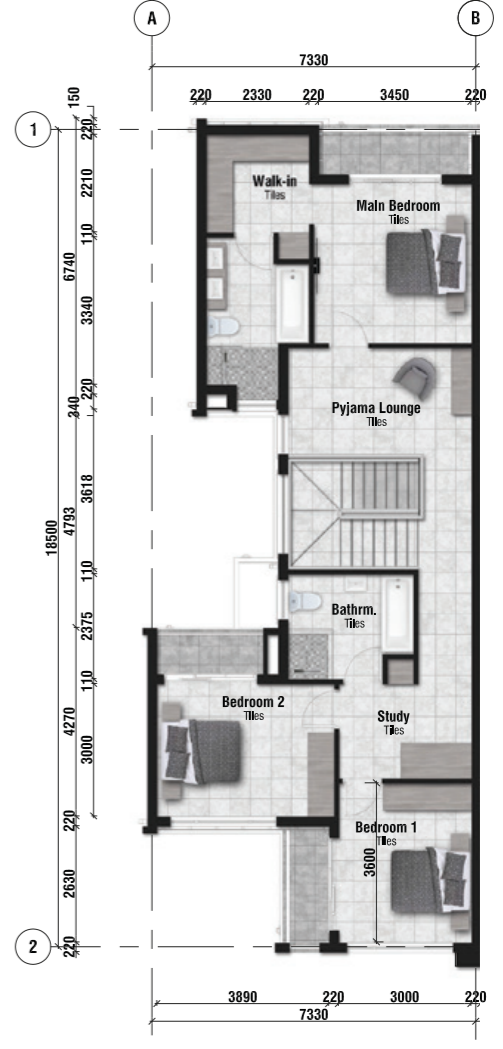 A
B
7330
220 2330 220 3450 220
1
150
220
2210
110
6740
3340
220
340
3618
4793
18500
110
2375
110
4270
3000
220
2630
220
2
Walk-in
Tiles
Main Bedroom
Tiles
Pyjama Lounge
Tiles
Bathrm.
Tiles
Bedroom 2
Tiles
Study
Tiles
Bedroom 1
Tiles
3600
3890 220 3000 220
7330